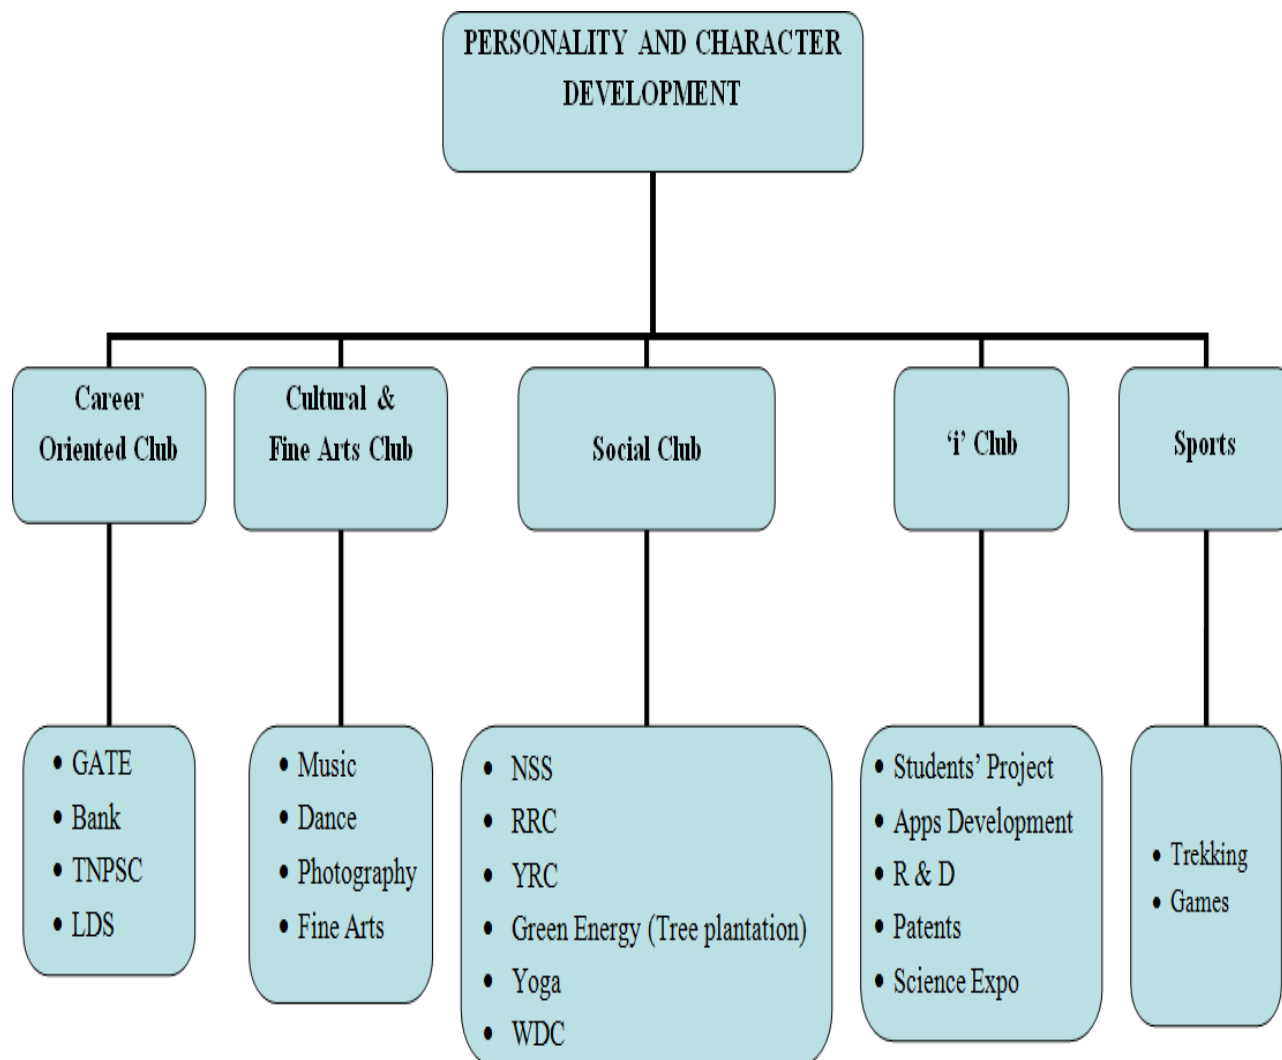 PERSONALITY AND CHARACTER
DEVELOPMENT
Career
Oriented Club
Cultural &
Fine Arts Club
Social Club
‘i’ Club
Sports
• GATE
• Bank
• TNPSC
• LDS
• Music
• Dance
• Photography
• Fine Arts
• NSS
• RRC
• YRC
• Green Energy (Tree plantation)
• Yoga
• WDC
• Students’ Project
• Apps Development
• R & D
• Patents
• Science Expo
• Trekking
• Games